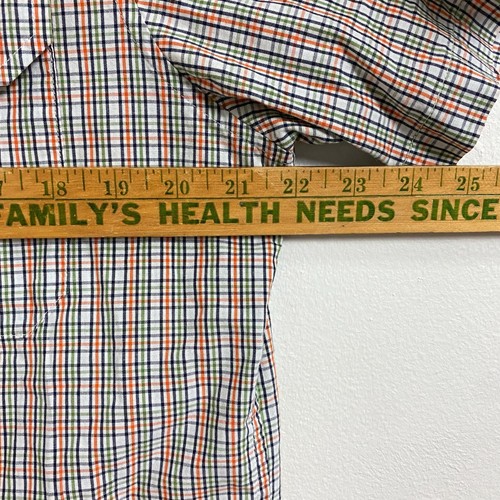 18 19 20 21 22 23 24 25
FAMILY'S HEALTH NEEDS SINCE